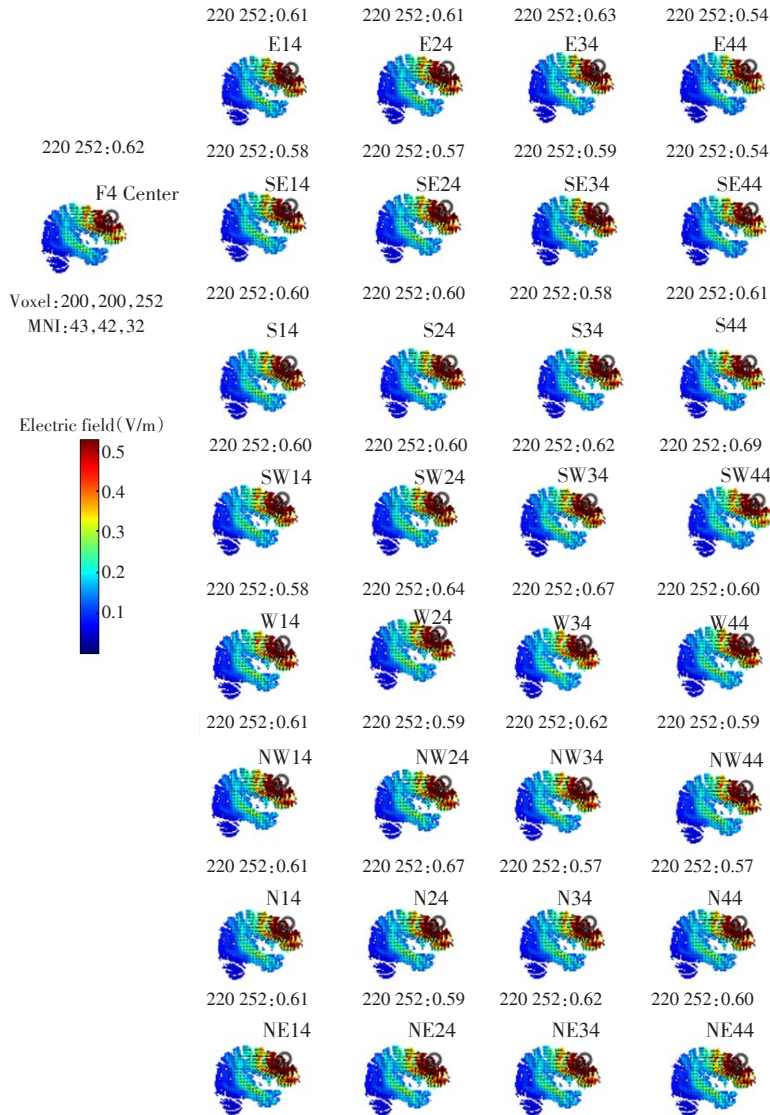 220 252:0.61 220 252:0.61 220 252:0.63 220 252:0.54
E14 E24 E34 E44
220 252:0.62 220 252:0.58 220 252:0.57 220 252:0.59 220 252:0.54
F4 Center SE14 SE24 SE34 SE44
Voxel:200,200,252 220 252:0.60 220 252:0.60 220 252:0.58 220 252:0.61
MNI:43,42,32 S14 S24 S34 S44
Electric field(V/m)
0.5
0.4
0.3
0.2
0.1
220 252:0.60 220 252:0.60 220 252:0.62 220 252:0.69
SW14 SW24 SW34 SW44
220 252:0.58 220 252:0.64 220 252:0.67 220 252:0.60
W14 W24 W34 W44
220 252:0.61 220 252:0.59 220 252:0.62 220 252:0.59
NW14 NW24 NW34 NW44
220 252:0.61 220 252:0.67 220 252:0.57 220 252:0.57
N14 N24 N34 N44
220 252:0.61 220 252:0.59 220 252:0.62 220 252:0.60
NE14 NE24 NE34 NE44